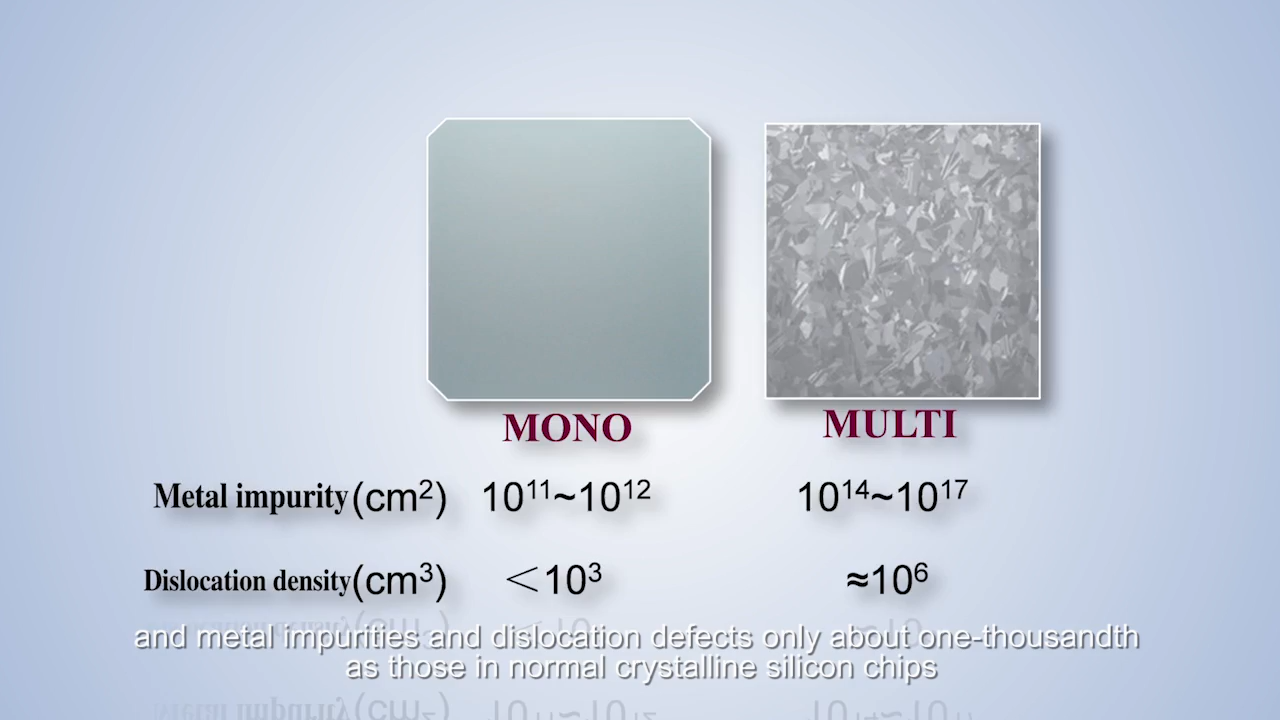 MONO MULTI
Metal impurity(cm²) 10¹¹~10¹² 10¹⁴~10¹⁷
Dislocation density(cm³) <10³ ≈10⁶
and metal impurities and dislocation defects only about one-thousandth
as those in normal crystalline silicon chips